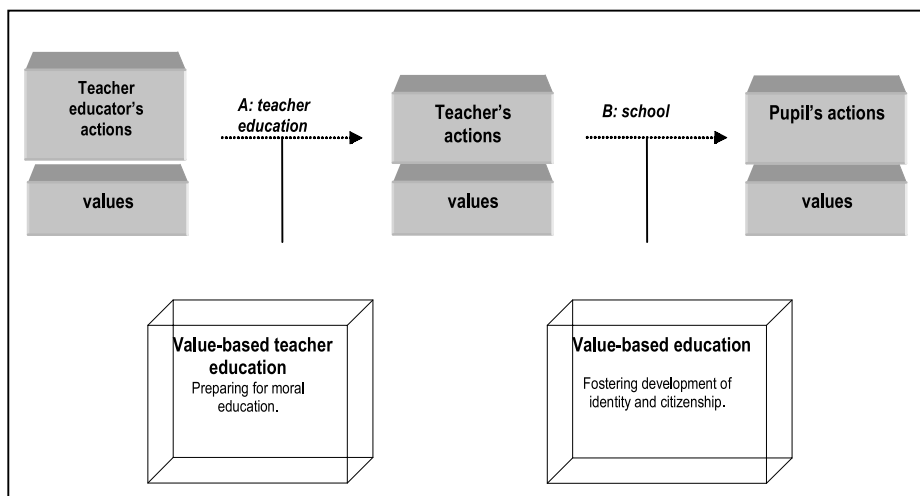 Teacher
educator's
actions
values
A: teacher
education
Teacher's
actions
values
B: school
Pupil's actions
values
Value-based teacher
education
Preparing for moral
education.
Value-based education
Fostering development of
identity and citizenship.